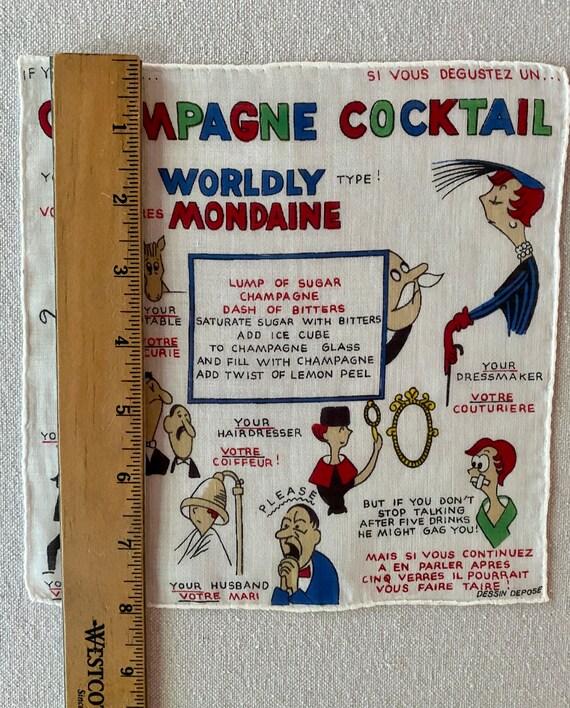 IF Y ...
SI VOUS DEGUSTEZ UN...
C MPAGNE COCKTAIL
WORLDLY TYPE!
RES MONDAINE
LUMP OF SUGAR
CHAMPAGNE
DASH OF BITTERS
SATURATE SUGAR WITH BITTERS
ADD ICE CUBE
TO CHAMPAGNE GLASS
AND FILL WITH CHAMPAGNE
ADD TWIST OF LEMON PEEL
YOUR
TABLE
VOTRE
CURIE
YOUR
DRESSMAKER
VOTRE
COUTURIERE
YOUR
HAIRDRESSER
VOTRE
COIFFEUR!
PLEASE
YOUR HUSBAND
VOTRE MARI
BUT IF YOU DON'T
STOP TALKING
AFTER FIVE DRINKS
HE MIGHT GAG YOU!
MAIS SI VOUS CONTINUEZ
A EN PARLER APRES
CINQ VERRES IL POURRAIT
VOUS FAIRE TAIRE!
DESSIN DEPOSE
1
2
3
4
5
6
7
8
9
WESTCO
Sinc